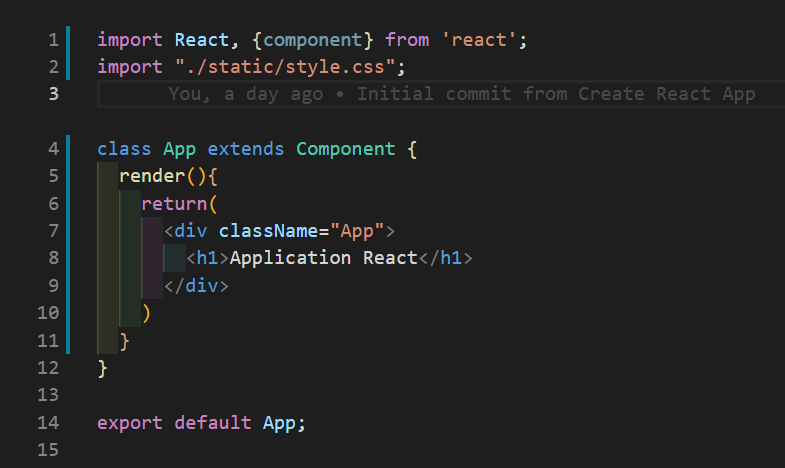 1 import React, {component} from 'react';
2 import "./static/style.css";
3 You, a day ago • Initial commit from Create React App
4 class App extends Component {
5 render(){
6 return(
7 <div className="App">
8 <h1>Application React</h1>
9 </div>
10 )
11 }
12 }
13
14 export default App;
15